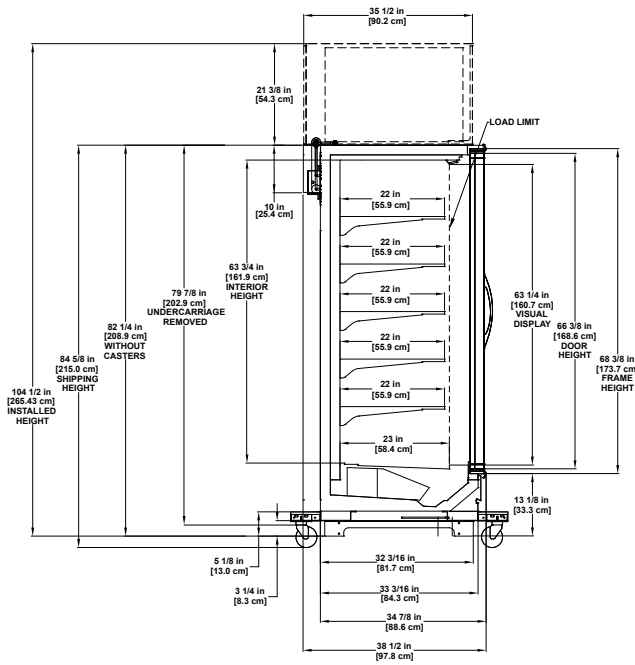 35 1/2 in
[90.2 cm]
21 3/8 in
[54.3 cm]
LOAD LIMIT
10 in
[25.4 cm]
22 in
[55.9 cm]
22 in
[55.9 cm]
22 in
[55.9 cm]
22 in
[55.9 cm]
22 in
[55.9 cm]
23 in
[58.4 cm]
63 3/4 in
[161.9 cm]
INTERIOR
HEIGHT
79 7/8 in
[202.9 cm]
UNDERCARRIAGE
REMOVED
82 1/4 in
[208.9 cm]
WITHOUT
CASTERS
84 5/8 in
[215.0 cm]
SHIPPING
HEIGHT
104 1/2 in
[265.43 cm]
INSTALLED
HEIGHT
63 1/4 in
[160.7 cm]
VISUAL
DISPLAY
66 3/8 in
[168.6 cm]
DOOR
HEIGHT
68 3/8 in
[173.7 cm]
FRAME
HEIGHT
13 1/8 in
[33.3 cm]
5 1/8 in
[13.0 cm]
3 1/4 in
[8.3 cm]
32 3/16 in
[81.7 cm]
33 3/16 in
[84.3 cm]
34 7/8 in
[88.6 cm]
38 1/2 in
[97.8 cm]